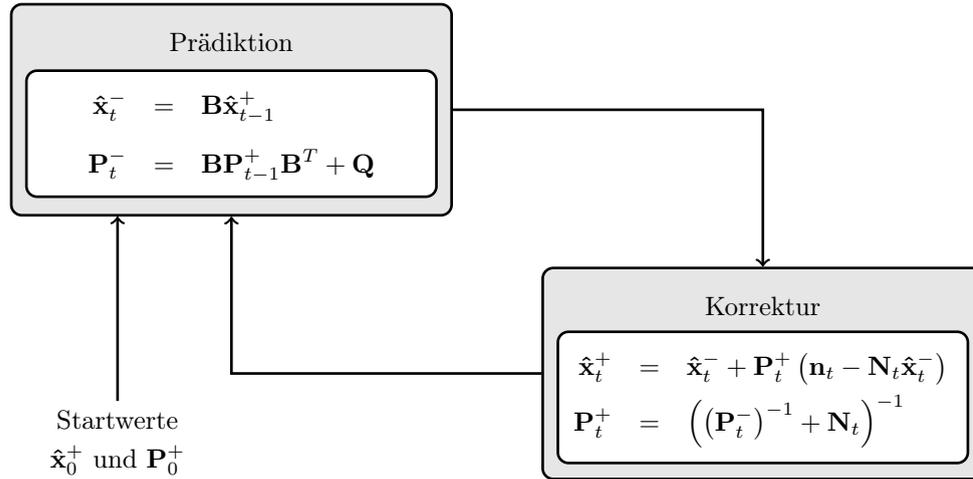 Prädiktion
x̂ₜ⁻ = Bx̂ₜ₋₁⁺
Pₜ⁻ = BPₜ₋₁⁺Bᵀ + Q
Korrektur
x̂ₜ⁺ = x̂ₜ⁻ + Pₜ⁺ (nₜ − Nₜx̂ₜ⁻)
Pₜ⁺ = ((Pₜ⁻)⁻¹ + Nₜ)⁻¹
Startwerte
x̂₀⁺ und P₀⁺